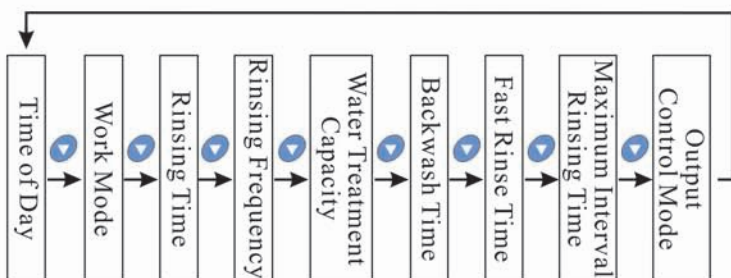 Time of Day
Work Mode
Rinsing Time
Rinsing Frequency
Water Treatment
Capacity
Backwash Time
Fast Rinse Time
Maximum Interval
Rinsing Time
Output
Control Mode